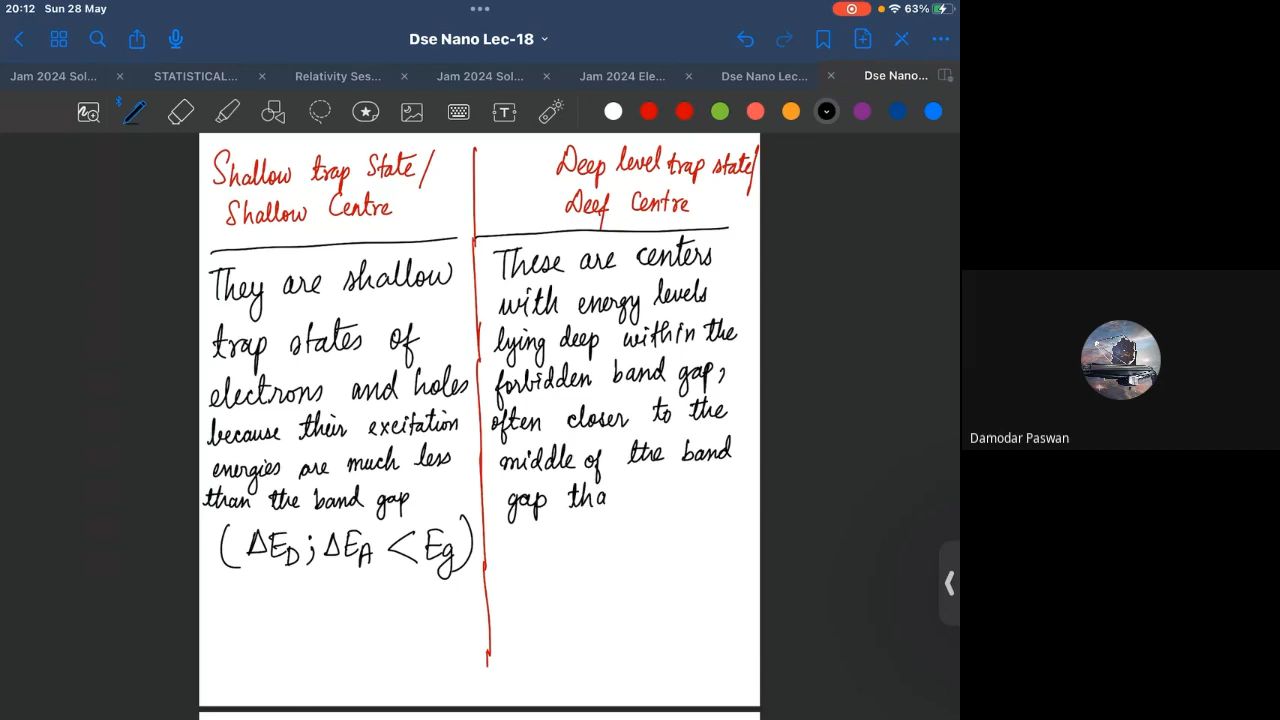 20:12 Sun 28 May
63%
Dse Nano Lec-18
Jam 2024 Sol...
STATISTICAL...
Relativity Ses...
Jam 2024 Sol...
Jam 2024 Ele...
Dse Nano Lec...
Dse Nano...
Shallow trap State/
Shallow Centre
They are shallow
trap states of
electrons and holes
because their excitation
energies are much less
than the band gap
(ΔE_D; ΔE_A < Eg)
Deep level trap state/
Deep Centre
These are centers
with energy levels
lying deep within the
forbidden band gap,
often closer to the
middle of the band
gap tha
Damodar Paswan